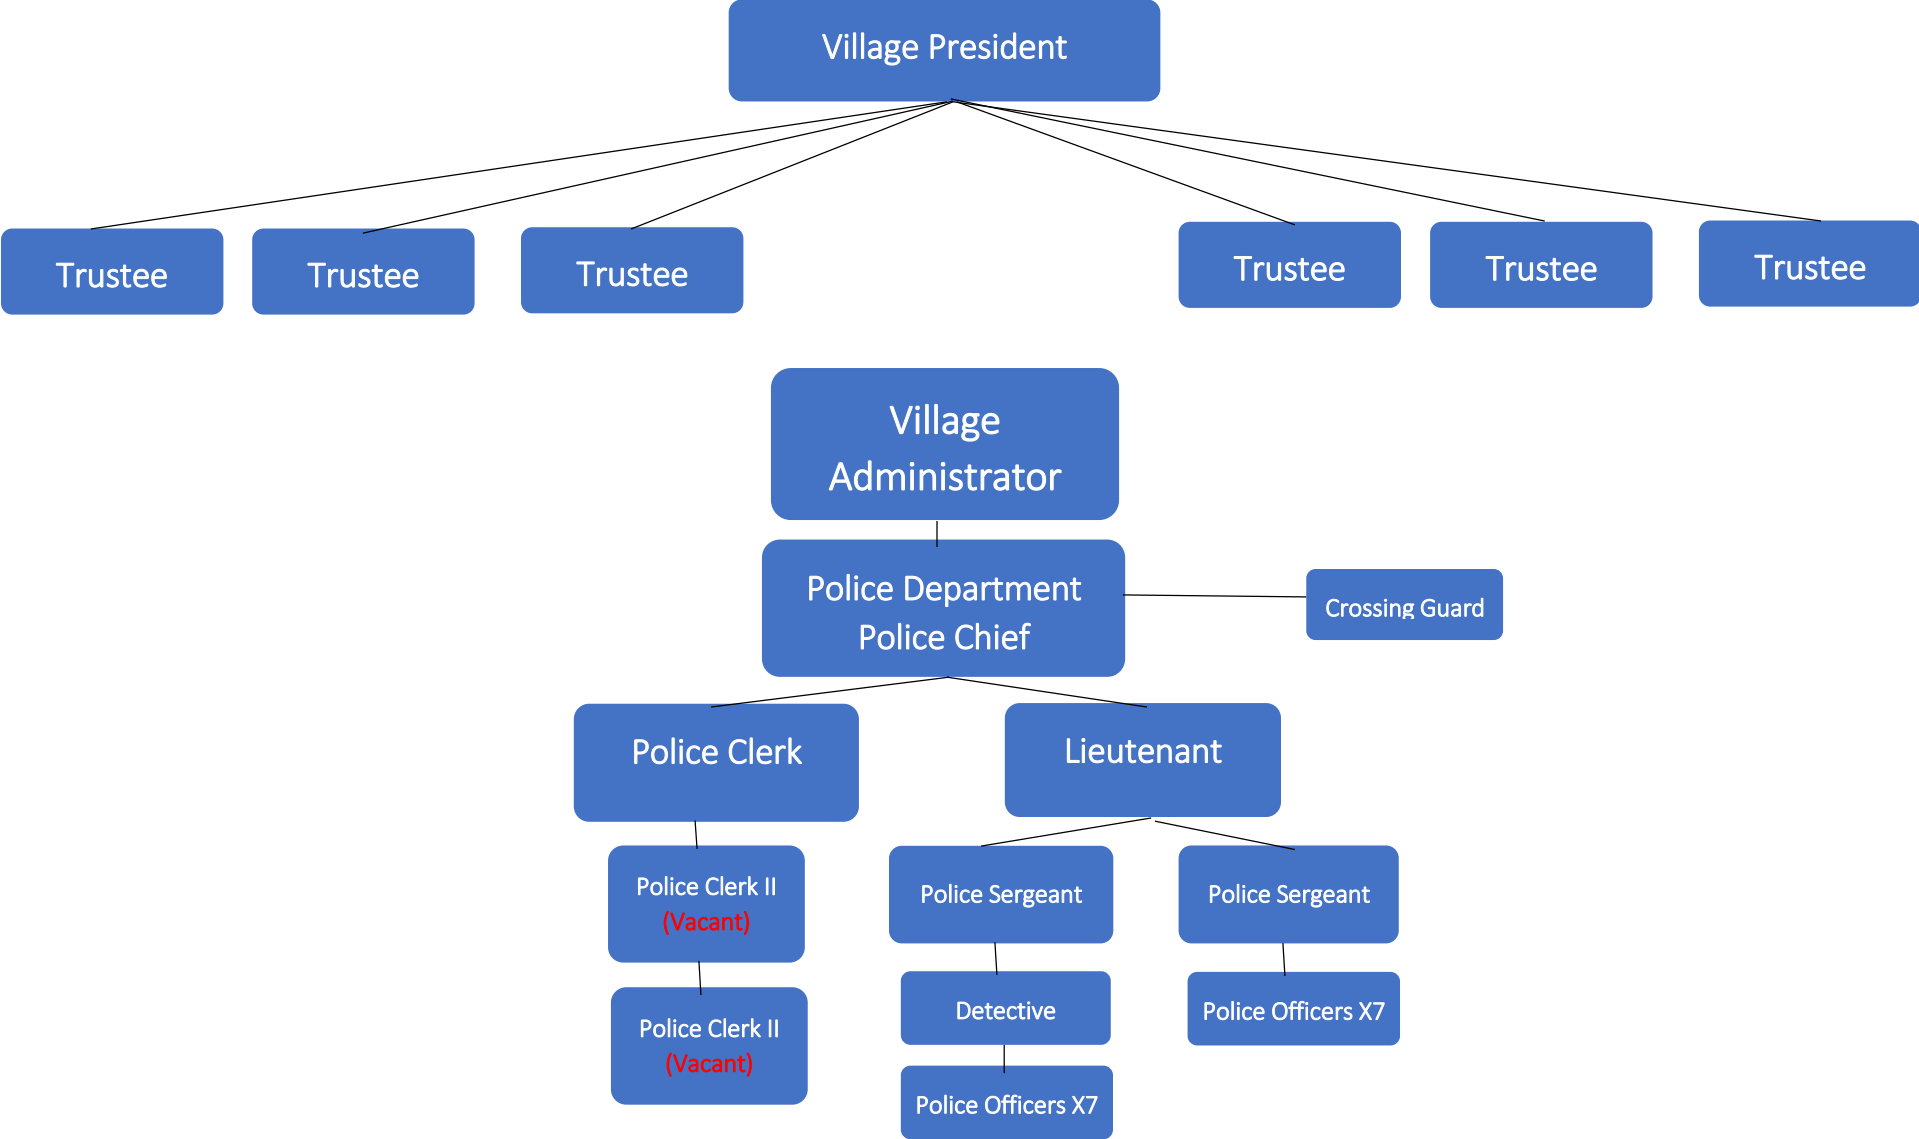 Village President
Trustee
Trustee
Trustee
Trustee
Trustee
Trustee
Village
Administrator
Police Department
Police Chief
Crossing Guard
Police Clerk
Lieutenant
Police Clerk II
(Vacant)
Police Sergeant
Police Sergeant
Detective
Police Officers X7
Police Clerk II
(Vacant)
Police Officers X7